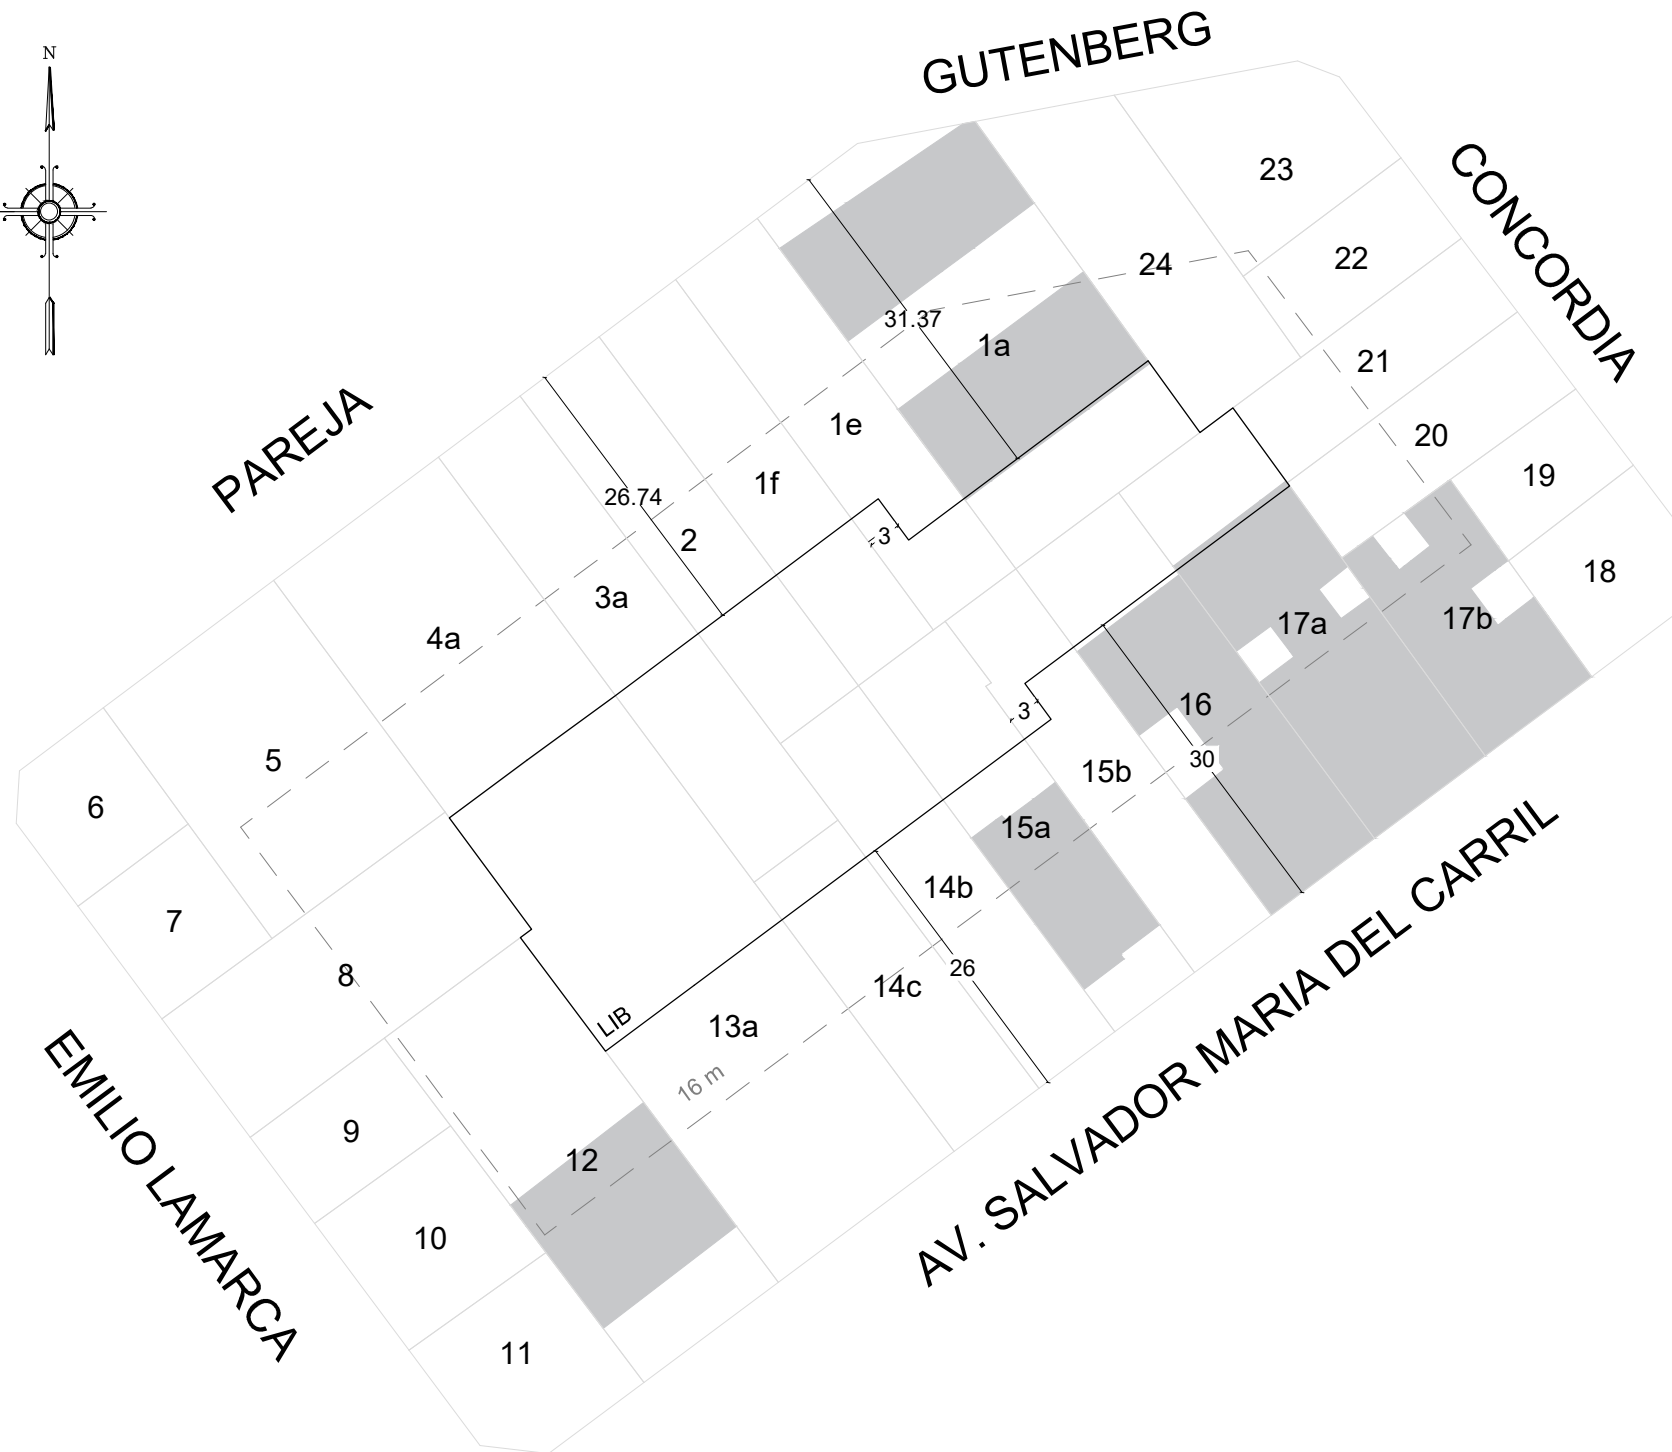 N
GUTENBERG
CONCORDIA
23
22
24
31.37
1a
21
PAREJA
1e
20
1f
19
26.74
2
3
3a
18
17a
17b
4a
16
3
5
30
15b
6
15a
14b
7
26
8
14c
LIB
13a
16 m
9
12
10
11
EMILIO LAMARCA
AV. SALVADOR MARIA DEL CARRIL